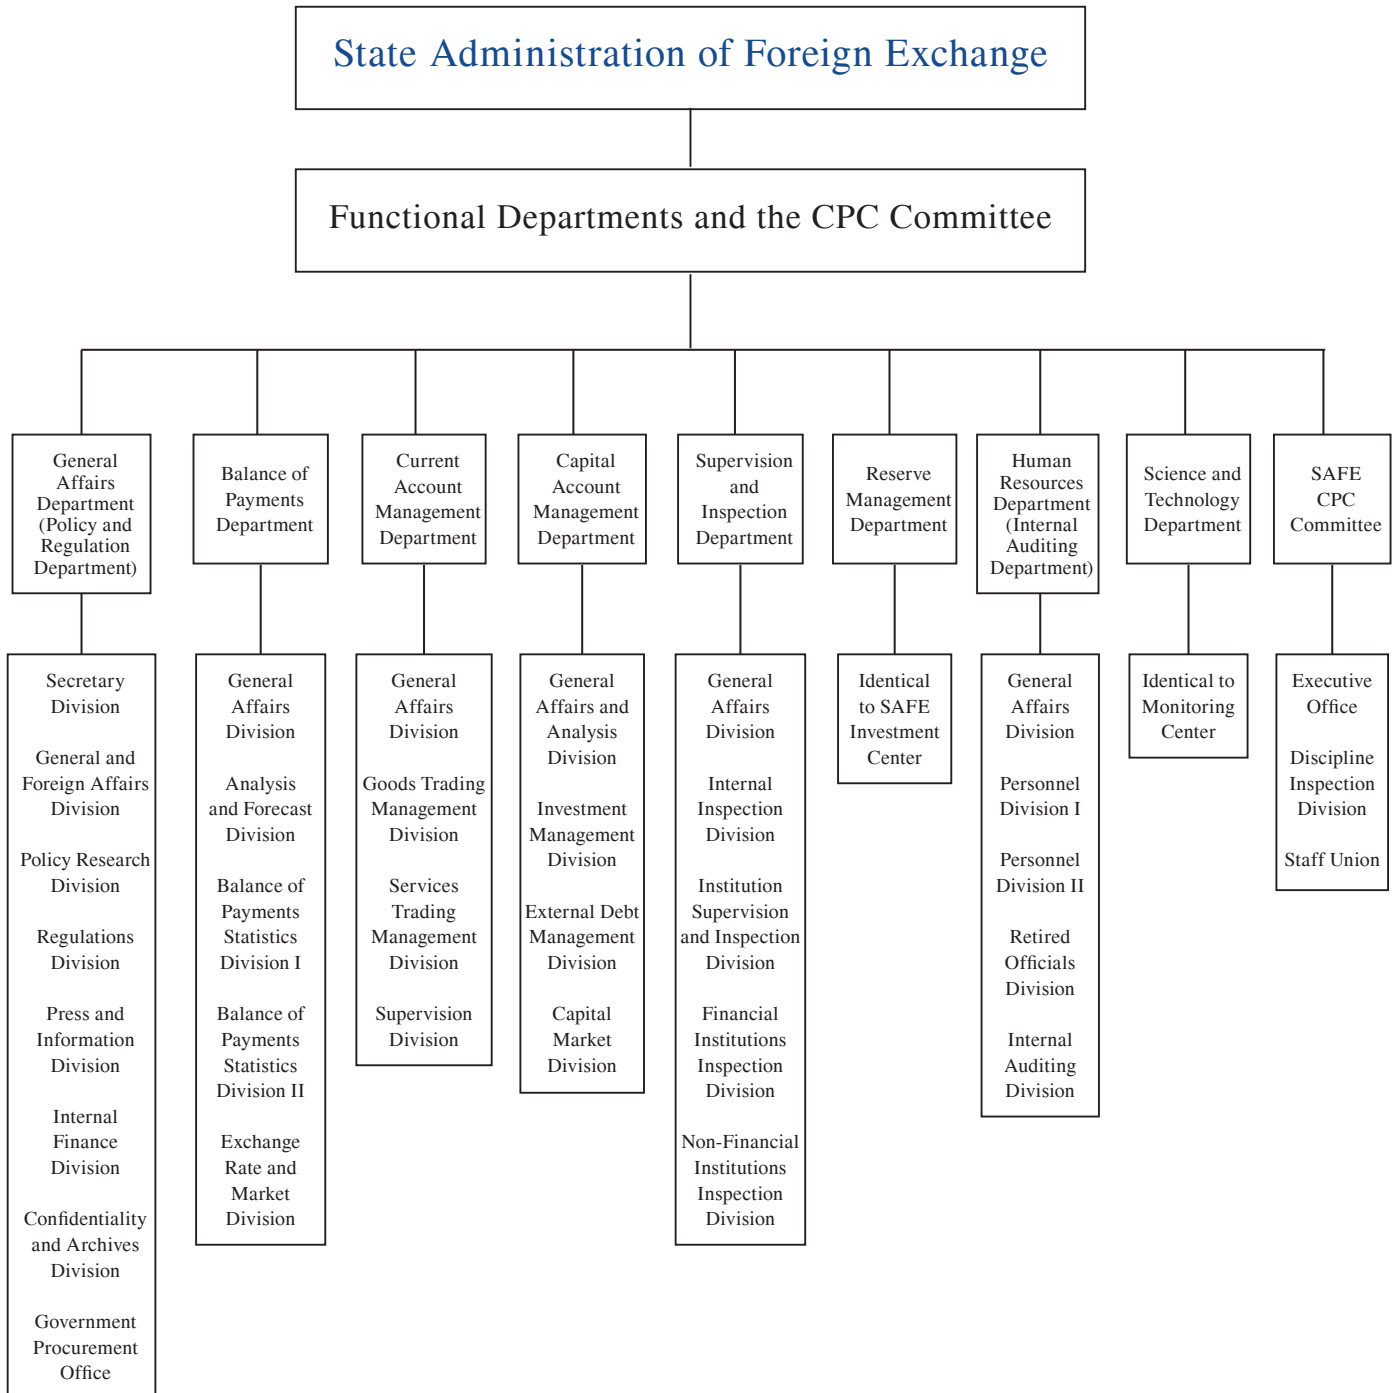 State Administration of Foreign Exchange
Functional Departments and the CPC Committee
General
Affairs
Department
(Policy and
Regulation
Department)
Balance of
Payments
Department
Current
Account
Management
Department
Capital
Account
Management
Department
Supervision
and
Inspection
Department
Reserve
Management
Department
Human
Resources
Department
(Internal
Auditing
Department)
Science and
Technology
Department
SAFE
CPC
Committee
Secretary
Division
General and
Foreign Affairs
Division
Policy Research
Division
Regulations
Division
Press and
Information
Division
Internal
Finance
Division
Confidentiality
and Archives
Division
Government
Procurement
Office
General
Affairs
Division
Analysis
and Forecast
Division
Balance of
Payments
Statistics
Division I
Balance of
Payments
Statistics
Division II
Exchange
Rate and
Market
Division
General
Affairs
Division
Goods Trading
Management
Division
Services
Trading
Management
Division
Supervision
Division
General
Affairs and
Analysis
Division
Investment
Management
Division
External Debt
Management
Division
Capital
Market
Division
General
Affairs
Division
Internal
Inspection
Division
Institution
Supervision
and Inspection
Division
Financial
Institutions
Inspection
Division
Non-Financial
Institutions
Inspection
Division
Identical
to SAFE
Investment
Center
General
Affairs
Division
Personnel
Division I
Personnel
Division II
Retired
Officials
Division
Internal
Auditing
Division
Identical to
Monitoring
Center
Executive
Office
Discipline
Inspection
Division
Staff Union